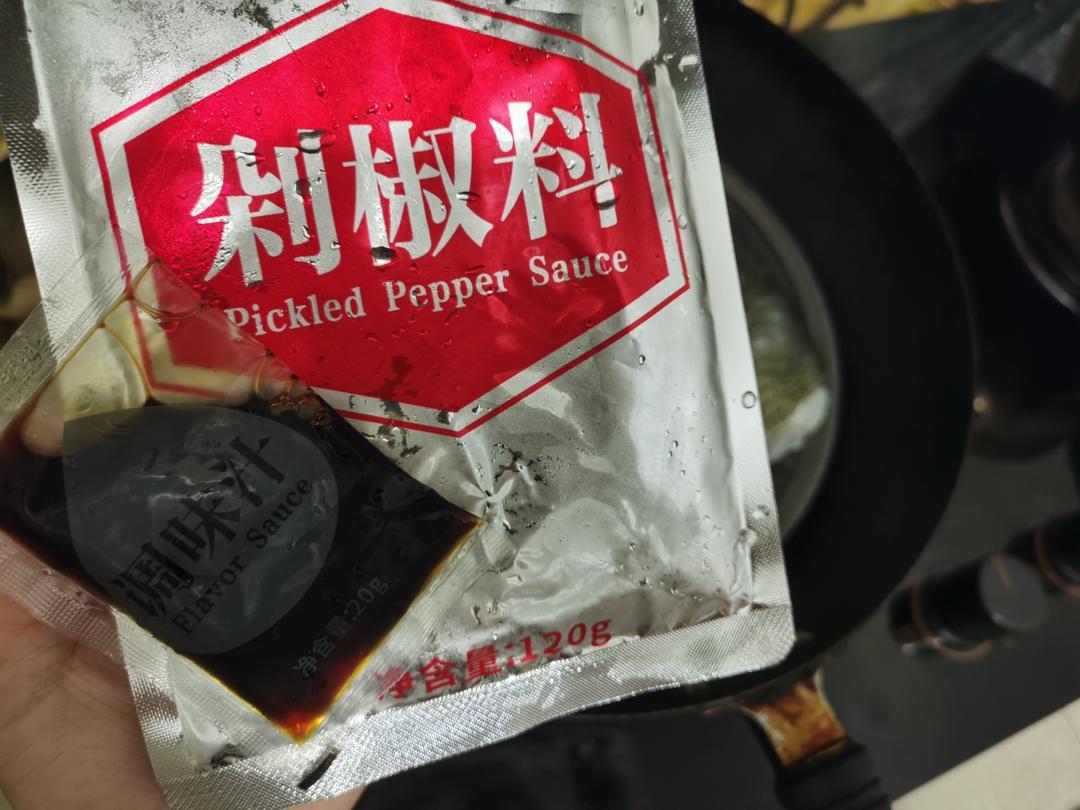 剁椒料
Pickled Pepper Sauce
调味汁
Flavor Sauce
净含量:20g
净含量:120g